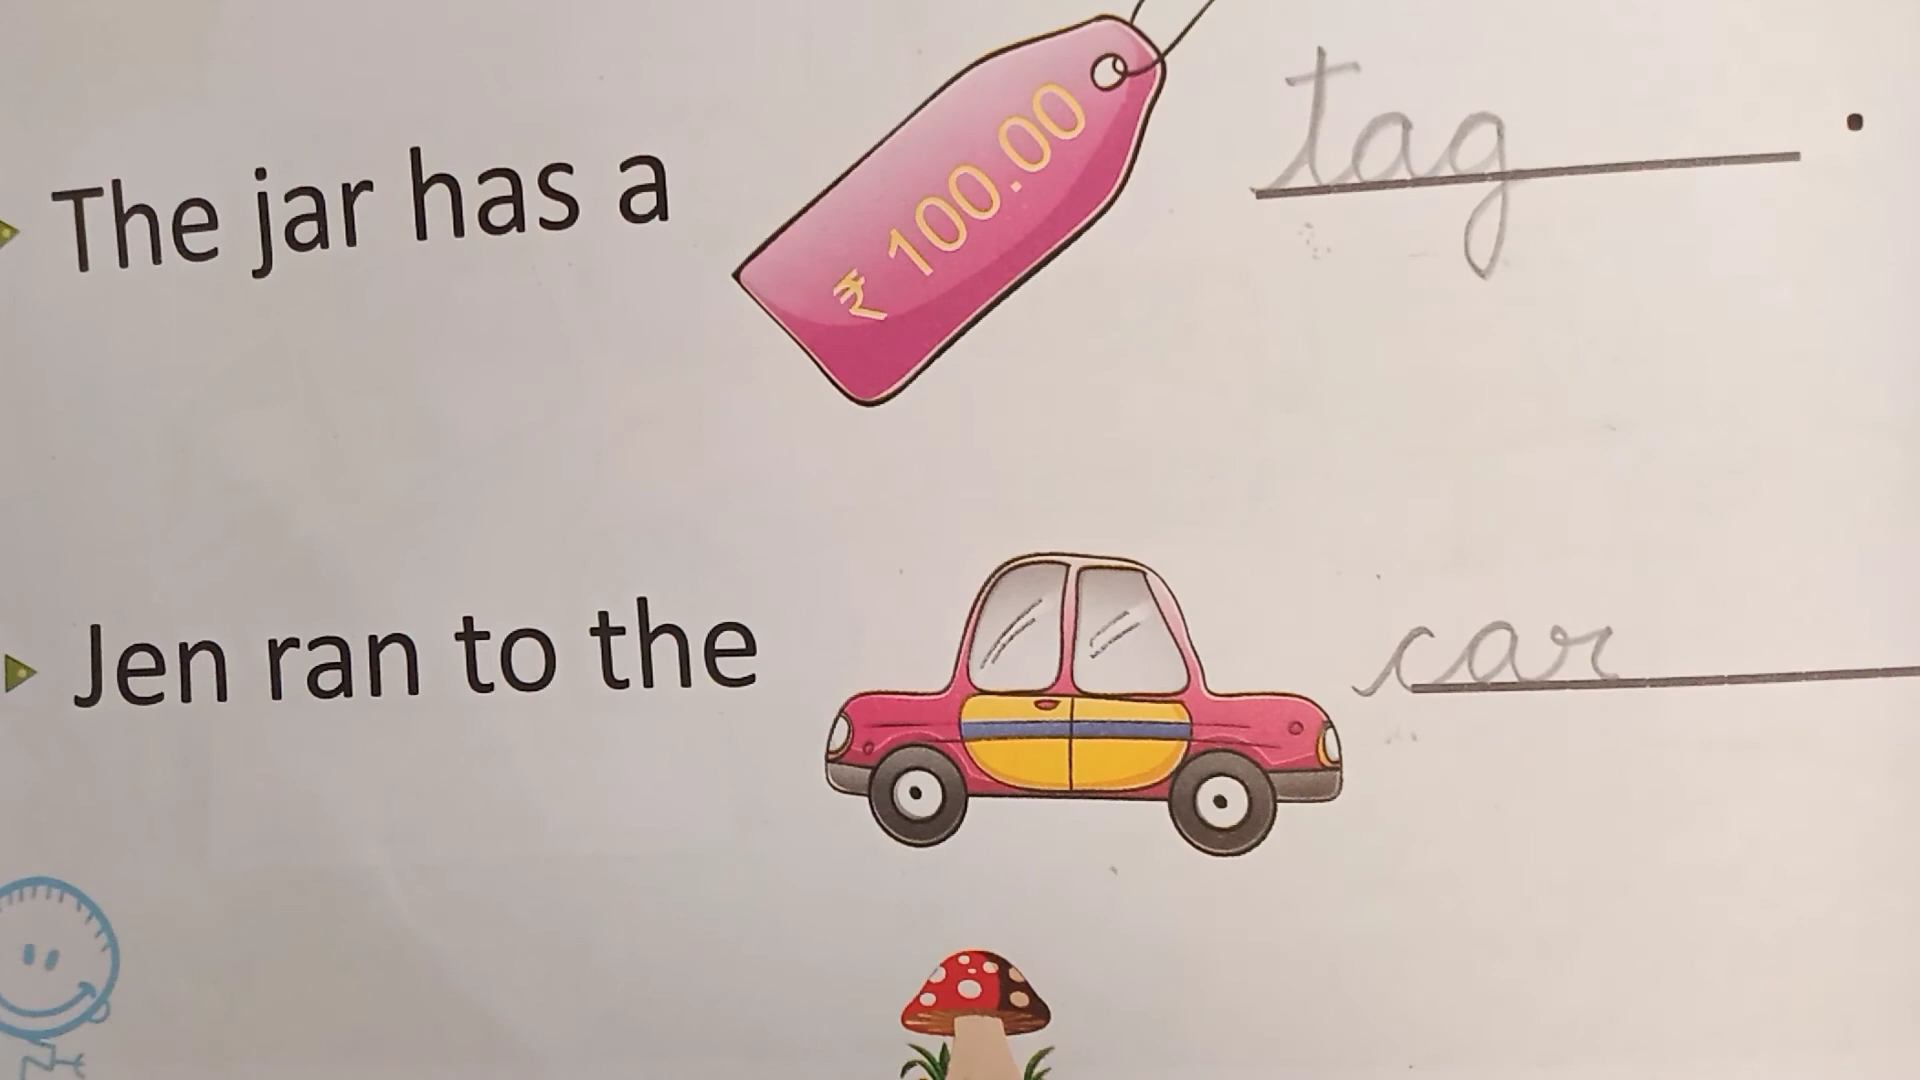 The jar has a ₹ 100.00 tag .
Jen ran to the car